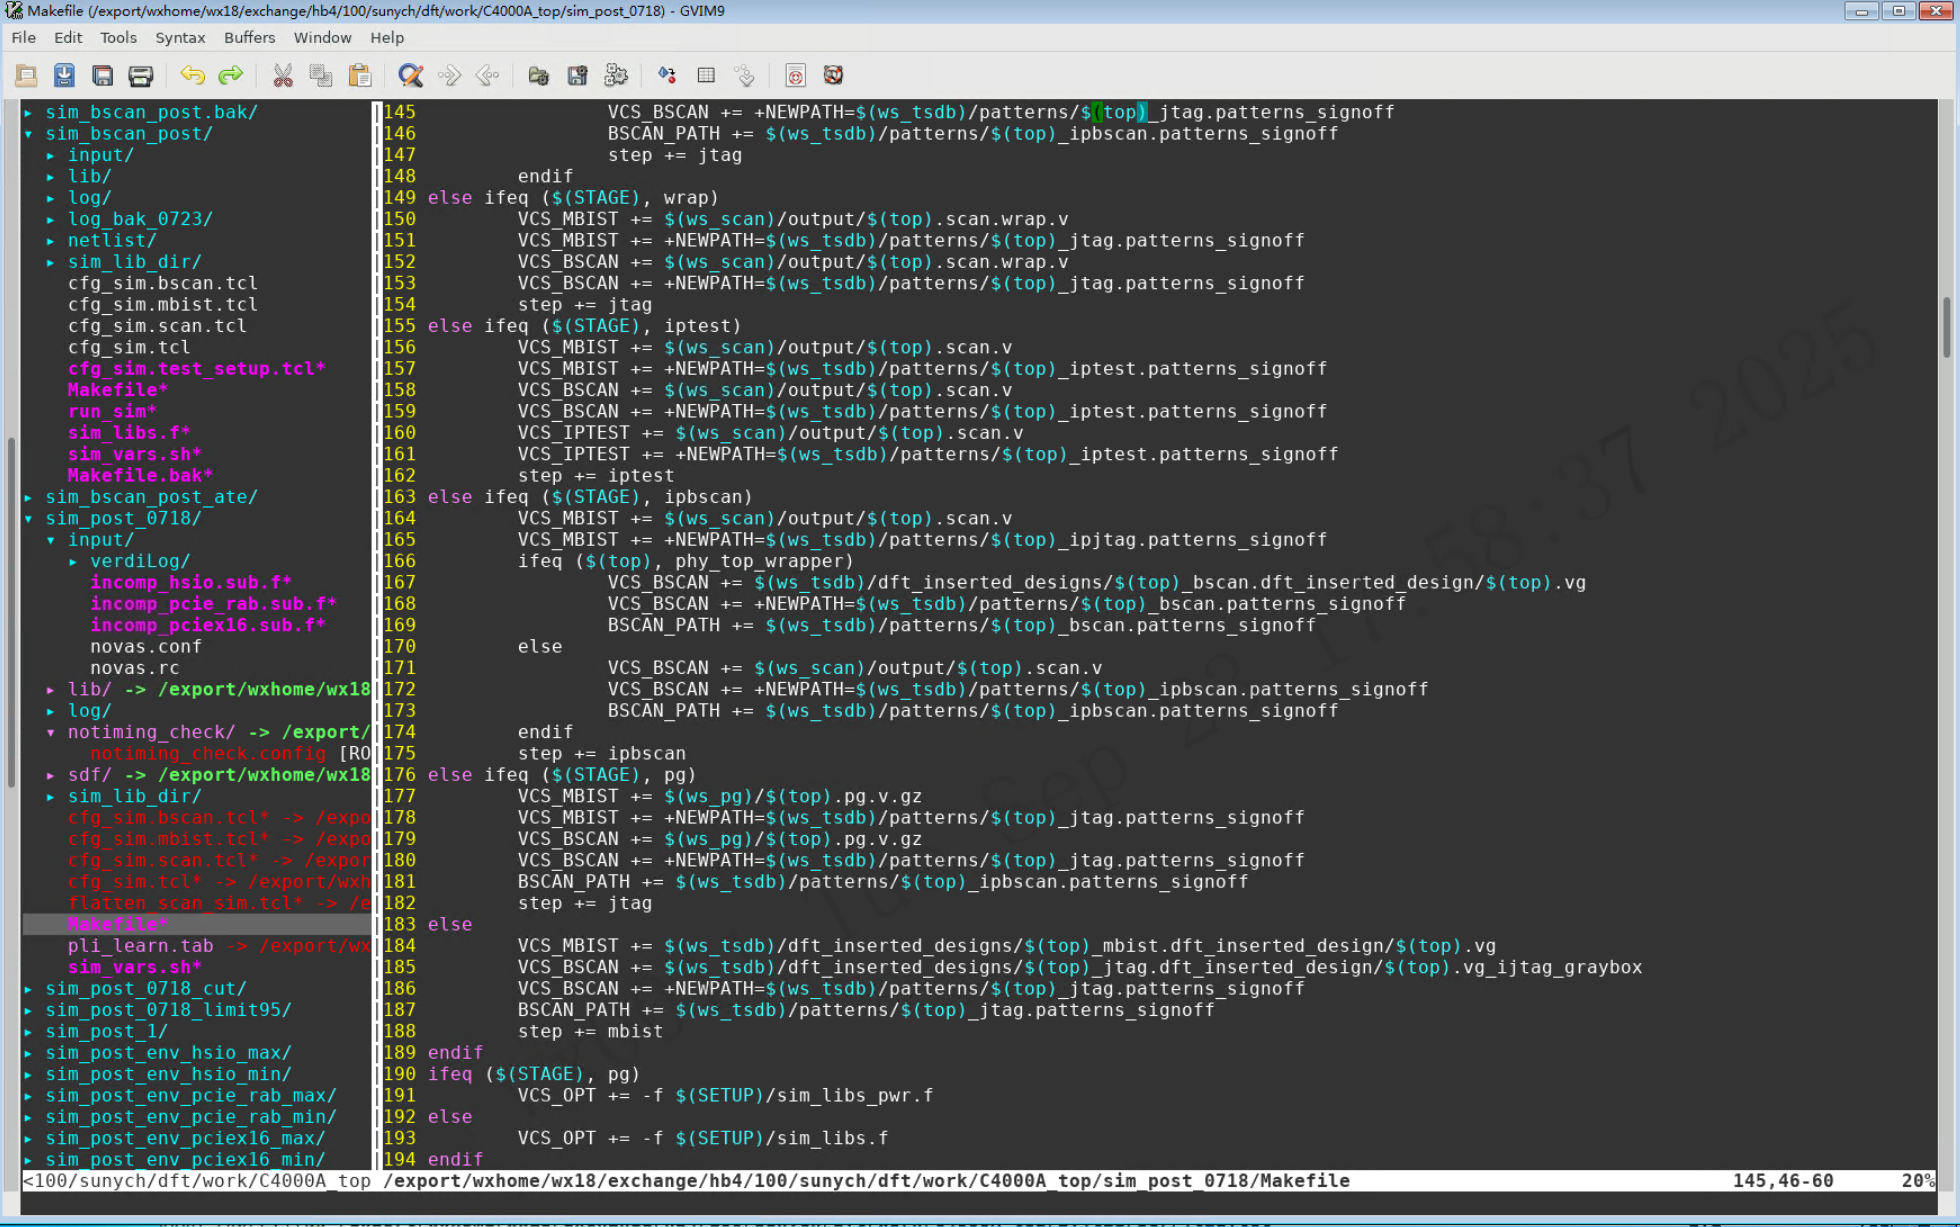 Makefile (/export/wxhome/wx18/exchange/hb4/100/sunych/dft/work/C4000A_top/sim_post_0718) - GVIM9
File Edit Tools Syntax Buffers Window Help
▸ sim_bscan_post.bak/
▾ sim_bscan_post/
▸ input/
▸ lib/
▸ log/
▸ log_bak_0723/
▸ netlist/
▸ sim_lib_dir/
cfg_sim.bscan.tcl
cfg_sim.mbist.tcl
cfg_sim.scan.tcl
cfg_sim.tcl
cfg_sim.test_setup.tcl*
Makefile*
run_sim*
sim_libs.f*
sim_vars.sh*
Makefile.bak*
▸ sim_bscan_post_ate/
▾ sim_post_0718/
▾ input/
▸ verdiLog/
incomp_hsio.sub.f*
incomp_pcie_rab.sub.f*
incomp_pciex16.sub.f*
novas.conf
novas.rc
▸ lib/ -> /export/wxhome/wx18
▸ log/
▾ notiming_check/ -> /export/
notiming_check.config [RO
▸ sdf/ -> /export/wxhome/wx18
▸ sim_lib_dir/
cfg_sim.bscan.tcl* -> /expo
cfg_sim.mbist.tcl* -> /expo
cfg_sim.scan.tcl* -> /expor
cfg_sim.tcl* -> /export/wxh
flatten_scan_sim.tcl* -> /e
Makefile*
pli_learn.tab -> /export/wx
sim_vars.sh*
▸ sim_post_0718_cut/
▸ sim_post_0718_limit95/
▸ sim_post_1/
▸ sim_post_env_hsio_max/
▸ sim_post_env_hsio_min/
▸ sim_post_env_pcie_rab_max/
▸ sim_post_env_pcie_rab_min/
▸ sim_post_env_pciex16_max/
▸ sim_post_env_pciex16_min/
145 VCS_BSCAN += +NEWPATH=$(ws_tsdb)/patterns/$(top)_jtag.patterns_signoff
146 BSCAN_PATH += $(ws_tsdb)/patterns/$(top)_ipbscan.patterns_signoff
147 step += jtag
148 endif
149 else ifeq ($(STAGE), wrap)
150 VCS_MBIST += $(ws_scan)/output/$(top).scan.wrap.v
151 VCS_MBIST += +NEWPATH=$(ws_tsdb)/patterns/$(top)_jtag.patterns_signoff
152 VCS_BSCAN += $(ws_scan)/output/$(top).scan.wrap.v
153 VCS_BSCAN += +NEWPATH=$(ws_tsdb)/patterns/$(top)_jtag.patterns_signoff
154 step += jtag
155 else ifeq ($(STAGE), iptest)
156 VCS_MBIST += $(ws_scan)/output/$(top).scan.v
157 VCS_MBIST += +NEWPATH=$(ws_tsdb)/patterns/$(top)_iptest.patterns_signoff
158 VCS_BSCAN += $(ws_scan)/output/$(top).scan.v
159 VCS_BSCAN += +NEWPATH=$(ws_tsdb)/patterns/$(top)_iptest.patterns_signoff
160 VCS_IPTEST += $(ws_scan)/output/$(top).scan.v
161 VCS_IPTEST += +NEWPATH=$(ws_tsdb)/patterns/$(top)_iptest.patterns_signoff
162 step += iptest
163 else ifeq ($(STAGE), ipbscan)
164 VCS_MBIST += $(ws_scan)/output/$(top).scan.v
165 VCS_MBIST += +NEWPATH=$(ws_tsdb)/patterns/$(top)_ipjtag.patterns_signoff
166 ifeq ($(top), phy_top_wrapper)
167 VCS_BSCAN += $(ws_tsdb)/dft_inserted_designs/$(top)_bscan.dft_inserted_design/$(top).vg
168 VCS_BSCAN += +NEWPATH=$(ws_tsdb)/patterns/$(top)_bscan.patterns_signoff
169 BSCAN_PATH += $(ws_tsdb)/patterns/$(top)_bscan.patterns_signoff
170 else
171 VCS_BSCAN += $(ws_scan)/output/$(top).scan.v
172 VCS_BSCAN += +NEWPATH=$(ws_tsdb)/patterns/$(top)_ipbscan.patterns_signoff
173 BSCAN_PATH += $(ws_tsdb)/patterns/$(top)_ipbscan.patterns_signoff
174 endif
175 step += ipbscan
176 else ifeq ($(STAGE), pg)
177 VCS_MBIST += $(ws_pg)/$(top).pg.v.gz
178 VCS_MBIST += +NEWPATH=$(ws_tsdb)/patterns/$(top)_jtag.patterns_signoff
179 VCS_BSCAN += $(ws_pg)/$(top).pg.v.gz
180 VCS_BSCAN += +NEWPATH=$(ws_tsdb)/patterns/$(top)_jtag.patterns_signoff
181 BSCAN_PATH += $(ws_tsdb)/patterns/$(top)_ipbscan.patterns_signoff
182 step += jtag
183 else
184 VCS_MBIST += $(ws_tsdb)/dft_inserted_designs/$(top)_mbist.dft_inserted_design/$(top).vg
185 VCS_BSCAN += $(ws_tsdb)/dft_inserted_designs/$(top)_jtag.dft_inserted_design/$(top).vg_ijtag_graybox
186 VCS_BSCAN += +NEWPATH=$(ws_tsdb)/patterns/$(top)_jtag.patterns_signoff
187 BSCAN_PATH += $(ws_tsdb)/patterns/$(top)_jtag.patterns_signoff
188 step += mbist
189 endif
190 ifeq ($(STAGE), pg)
191 VCS_OPT += -f $(SETUP)/sim_libs_pwr.f
192 else
193 VCS_OPT += -f $(SETUP)/sim_libs.f
194 endif
<100/sunych/dft/work/C4000A_top /export/wxhome/wx18/exchange/hb4/100/sunych/dft/work/C4000A_top/sim_post_0718/Makefile 145,46-60 20%